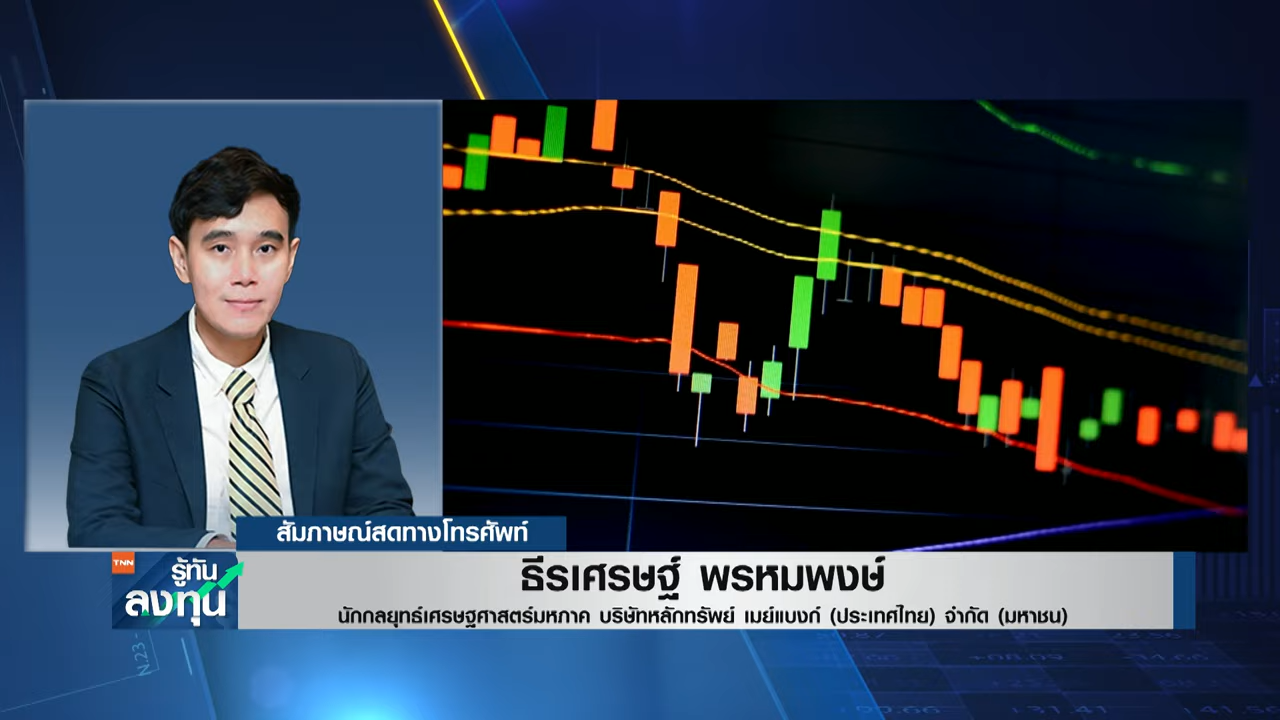 สัมภาษณ์สดทางโทรศัพท์
TNN
รู้ทัน
ลงทุน
ธีรเศรษฐ์ พรหมพงษ์
นักกลยุทธ์เศรษฐศาสตร์มหภาค บริษัทหลักทรัพย์ เมย์แบงก์ (ประเทศไทย) จำกัด (มหาชน)